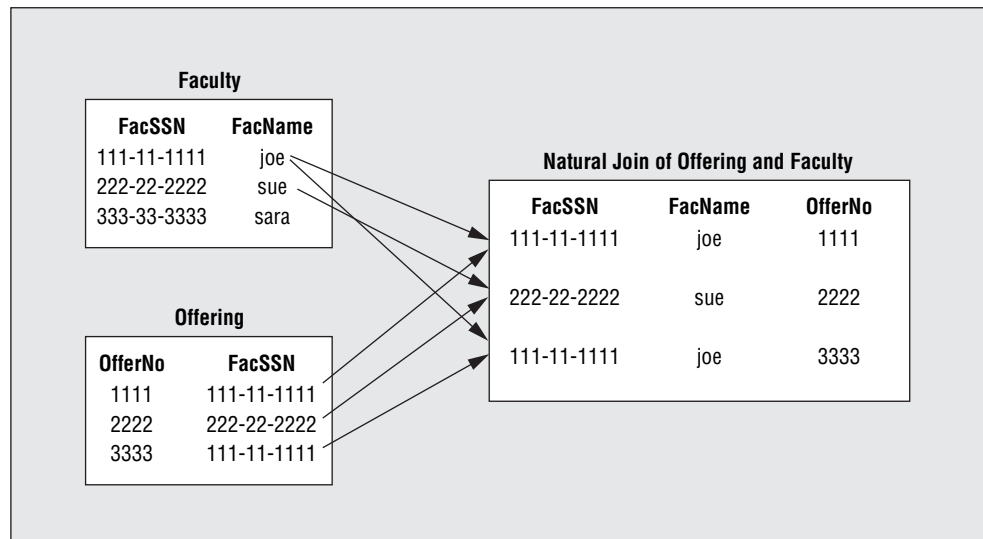 Faculty
FacSSN FacName
111-11-1111 joe
222-22-2222 sue
333-33-3333 sara
Offering
OfferNo FacSSN
1111 111-11-1111
2222 222-22-2222
3333 111-11-1111
Natural Join of Offering and Faculty
FacSSN FacName OfferNo
111-11-1111 joe 1111
222-22-2222 sue 2222
111-11-1111 joe 3333